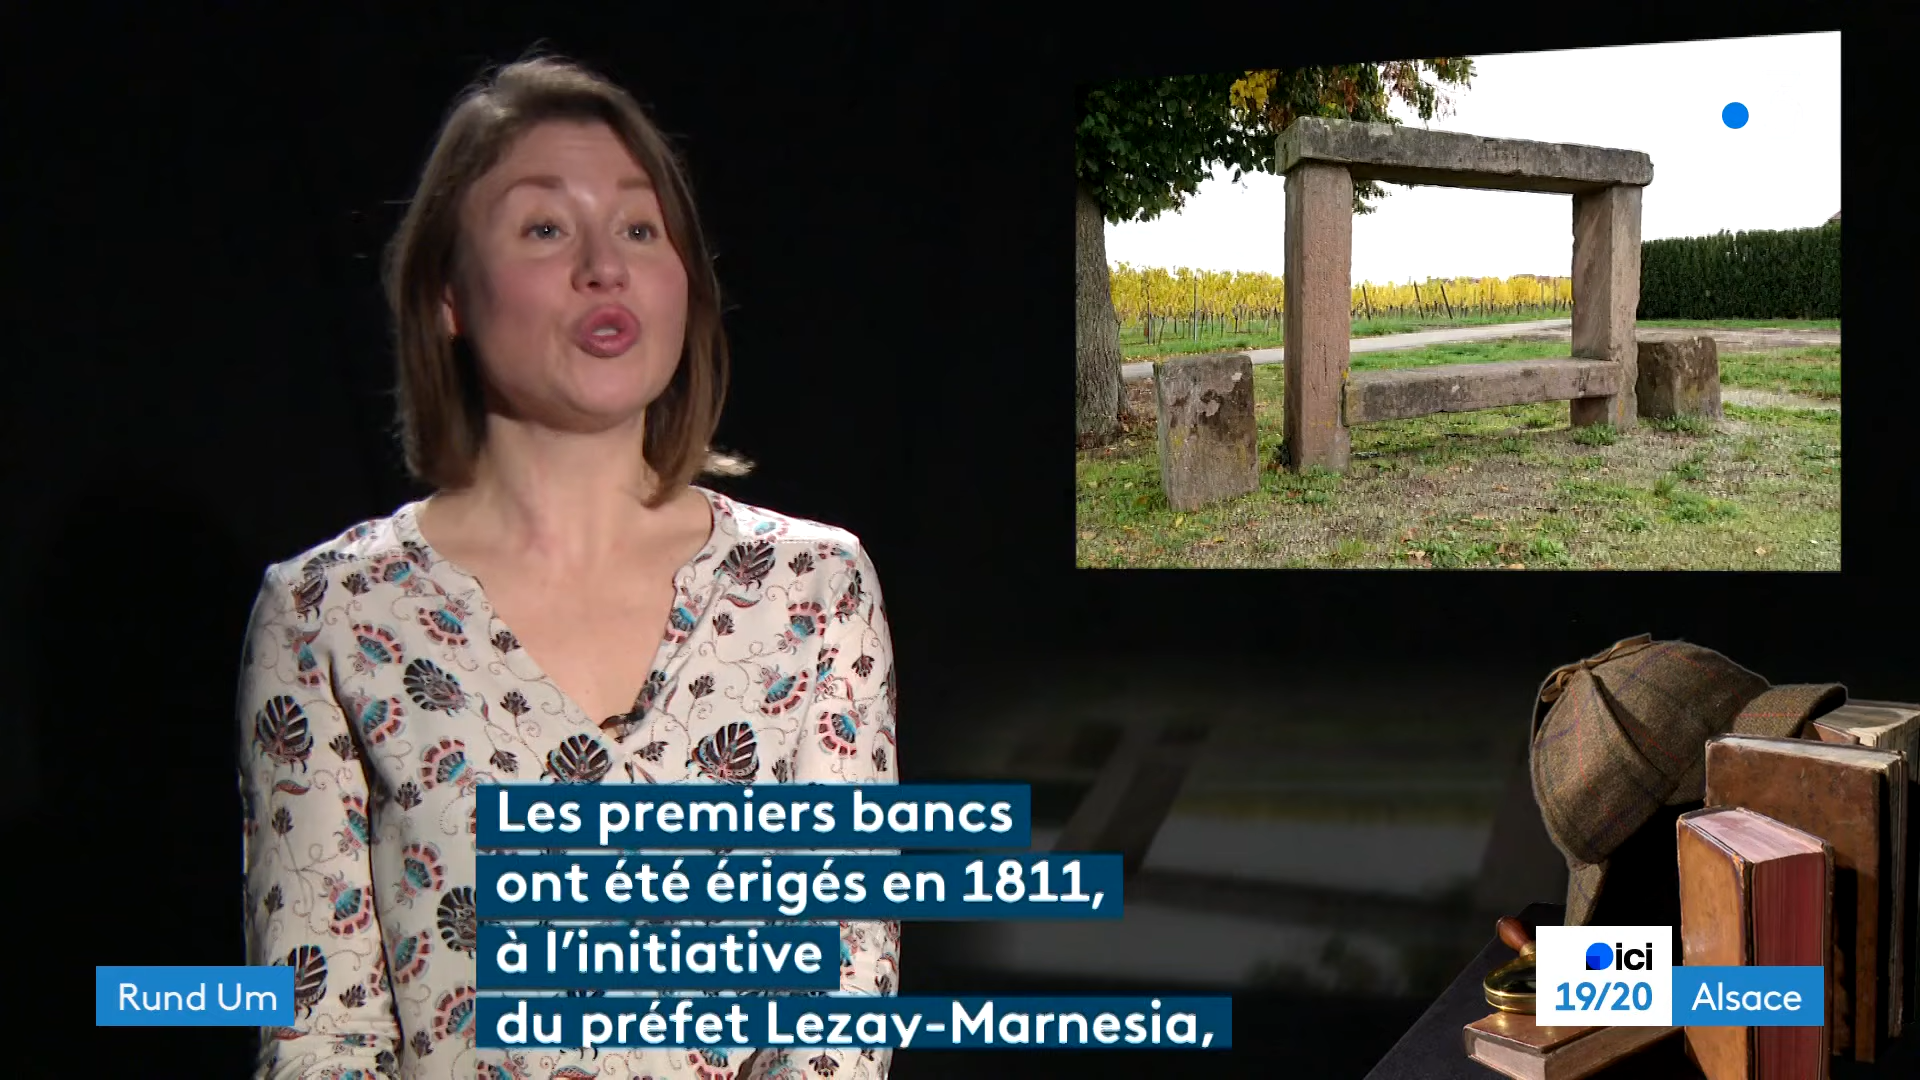 Les premiers bancs
ont été érigés en 1811,
à l’initiative
du préfet Lezay-Marnesia,
Rund Um
ici
19/20
Alsace